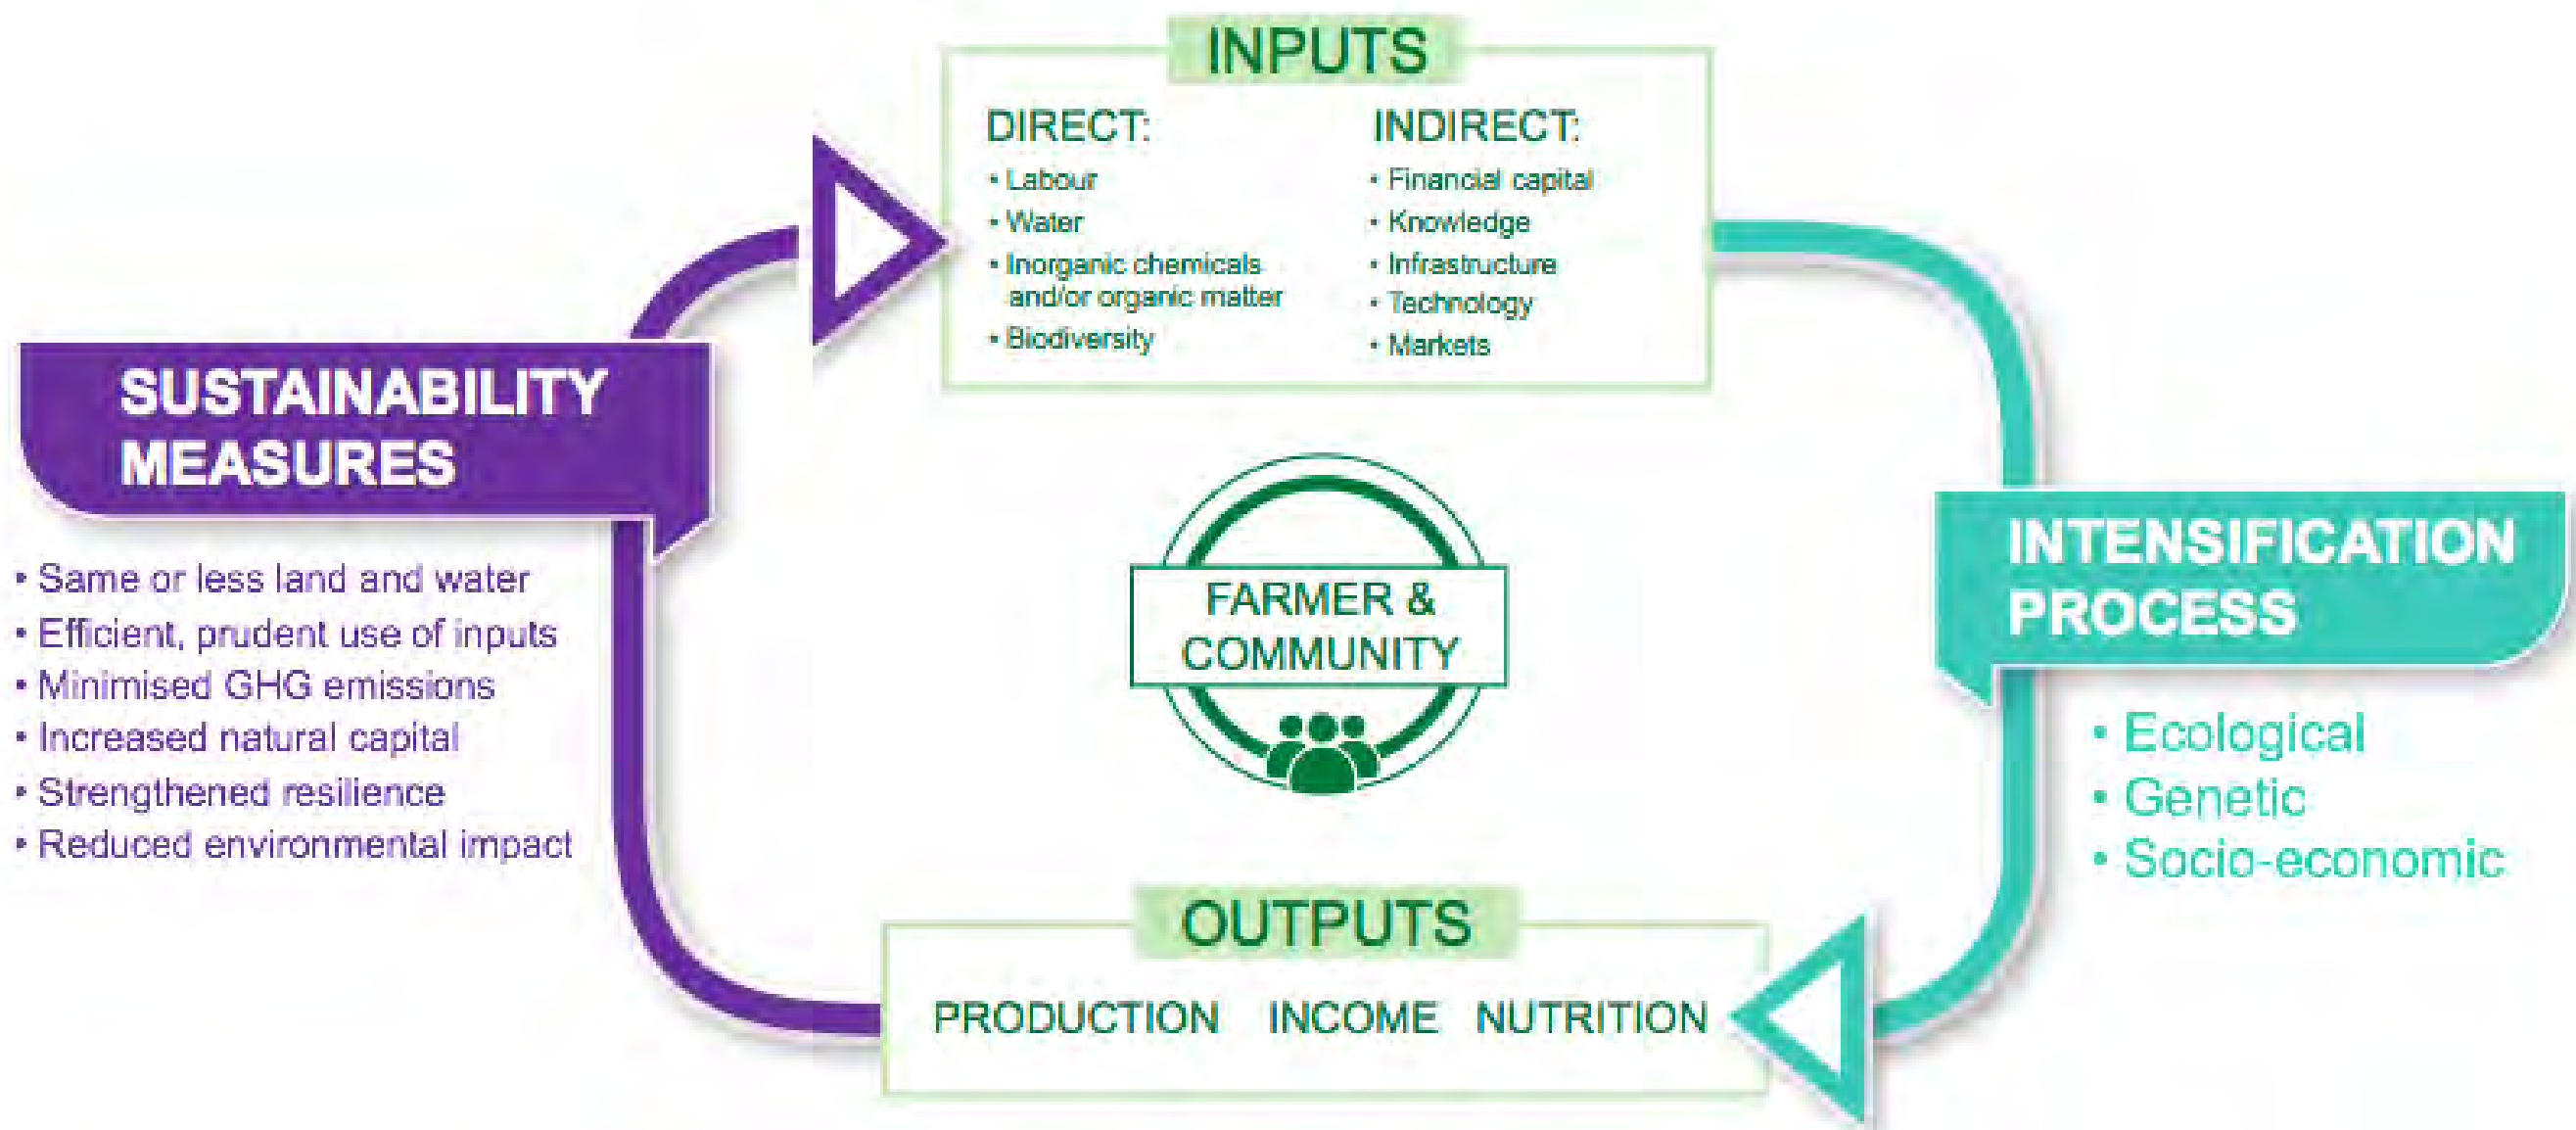 INPUTS
DIRECT:
• Labour
• Water
• Inorganic chemicals
and/or organic matter
• Biodiversity
INDIRECT:
• Financial capital
• Knowledge
• Infrastructure
• Technology
• Markets
SUSTAINABILITY
MEASURES
• Same or less land and water
• Efficient, prudent use of inputs
• Minimised GHG emissions
• Increased natural capital
• Strengthened resilience
• Reduced environmental impact
FARMER &
COMMUNITY
INTENSIFICATION
PROCESS
• Ecological
• Genetic
• Socio-economic
OUTPUTS
PRODUCTION INCOME NUTRITION